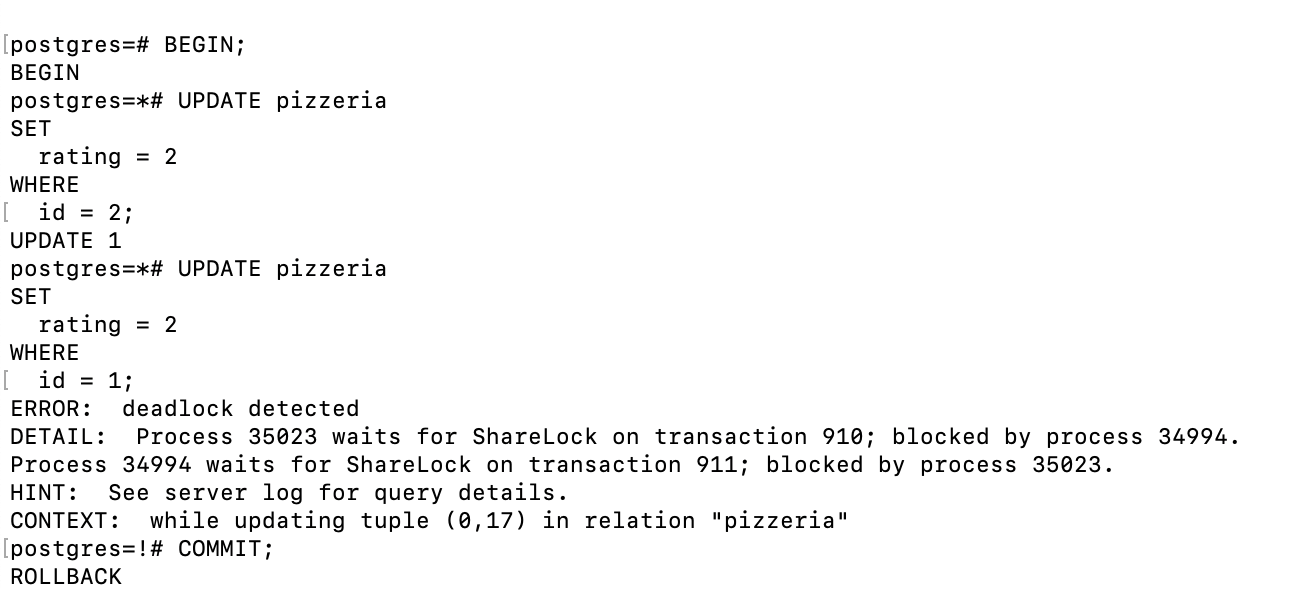 [postgres=# BEGIN;
BEGIN
postgres=*# UPDATE pizzeria
SET
  rating = 2
WHERE
[  id = 2;
UPDATE 1
postgres=*# UPDATE pizzeria
SET
  rating = 2
WHERE
[  id = 1;
ERROR:  deadlock detected
DETAIL:  Process 35023 waits for ShareLock on transaction 910; blocked by process 34994.
Process 34994 waits for ShareLock on transaction 911; blocked by process 35023.
HINT:  See server log for query details.
CONTEXT:  while updating tuple (0,17) in relation "pizzeria"
[postgres=!# COMMIT;
ROLLBACK